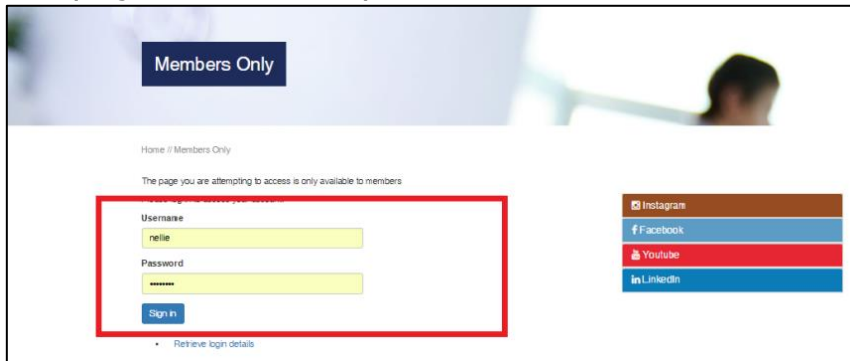 Members Only
Home // Members Only
The page you are attempting to access is only available to members
Username
nellie
Password
••••••••
Sign in
• Retrieve login details
Instagram
Facebook
Youtube
LinkedIn